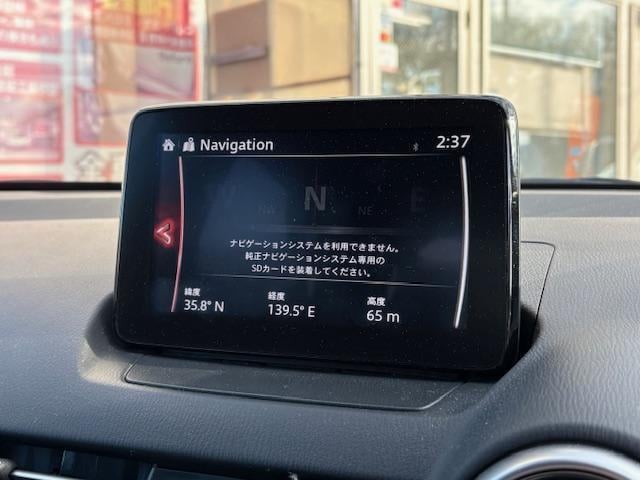 Navigation
2:37
N
NW
NE
E
ナビゲーションシステムを利用できません。
純正ナビゲーションシステム専用の
SDカードを装着してください。
緯度
経度
高度
35.8° N
139.5° E
65 m